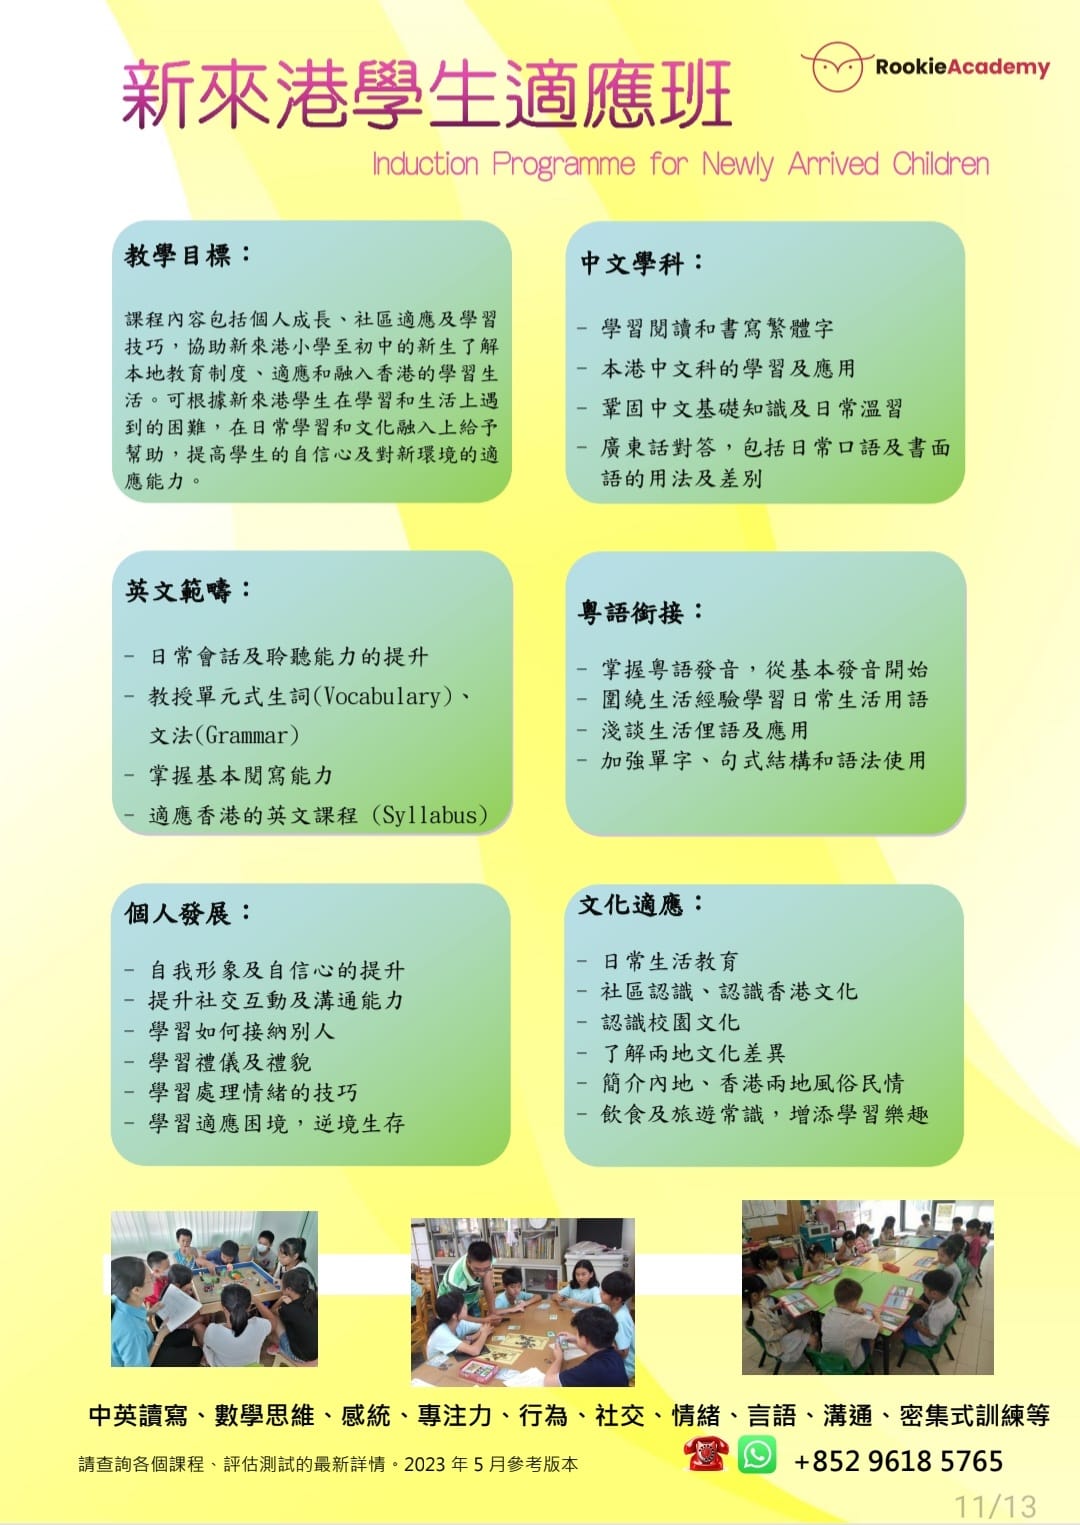 新來港學生適應班
RookieAcademy
Induction Programme for Newly Arrived Children
教學目標：
課程內容包括個人成長、社區適應及學習
技巧，協助新來港小學至初中的新生了解
本地教育制度、適應和融入香港的學習生
活。可根據新來港學生在學習和生活上遇
到的困難，在日常學習和文化融入上給予
幫助，提高學生的自信心及對新環境的適
應能力。
中文學科：
- 學習閱讀和書寫繁體字
- 本港中文科的學習及應用
- 鞏固中文基礎知識及日常溫習
- 廣東話對答，包括日常口語及書面
語的用法及差別
英文範疇：
- 日常會話及聆聽能力的提升
- 教授單元式生詞(Vocabulary)、
文法(Grammar)
- 掌握基本閱寫能力
- 適應香港的英文課程 (Syllabus)
粵語銜接：
- 掌握粵語發音，從基本發音開始
- 圍繞生活經驗學習日常生活用語
- 淺談生活俚語及應用
- 加強單字、句式結構和語法使用
個人發展：
- 自我形象及自信心的提升
- 提升社交互動及溝通能力
- 學習如何接納別人
- 學習禮儀及禮貌
- 學習處理情緒的技巧
- 學習適應困境，逆境生存
文化適應：
- 日常生活教育
- 社區認識、認識香港文化
- 認識校園文化
- 了解兩地文化差異
- 簡介內地、香港兩地風俗民情
- 飲食及旅遊常識，增添學習樂趣
中英讀寫、數學思維、感統、專注力、行為、社交、情緒、言語、溝通、密集式訓練等
請查詢各個課程、評估測試的最新詳情。2023 年 5 月參考版本
+852 9618 5765
11/13